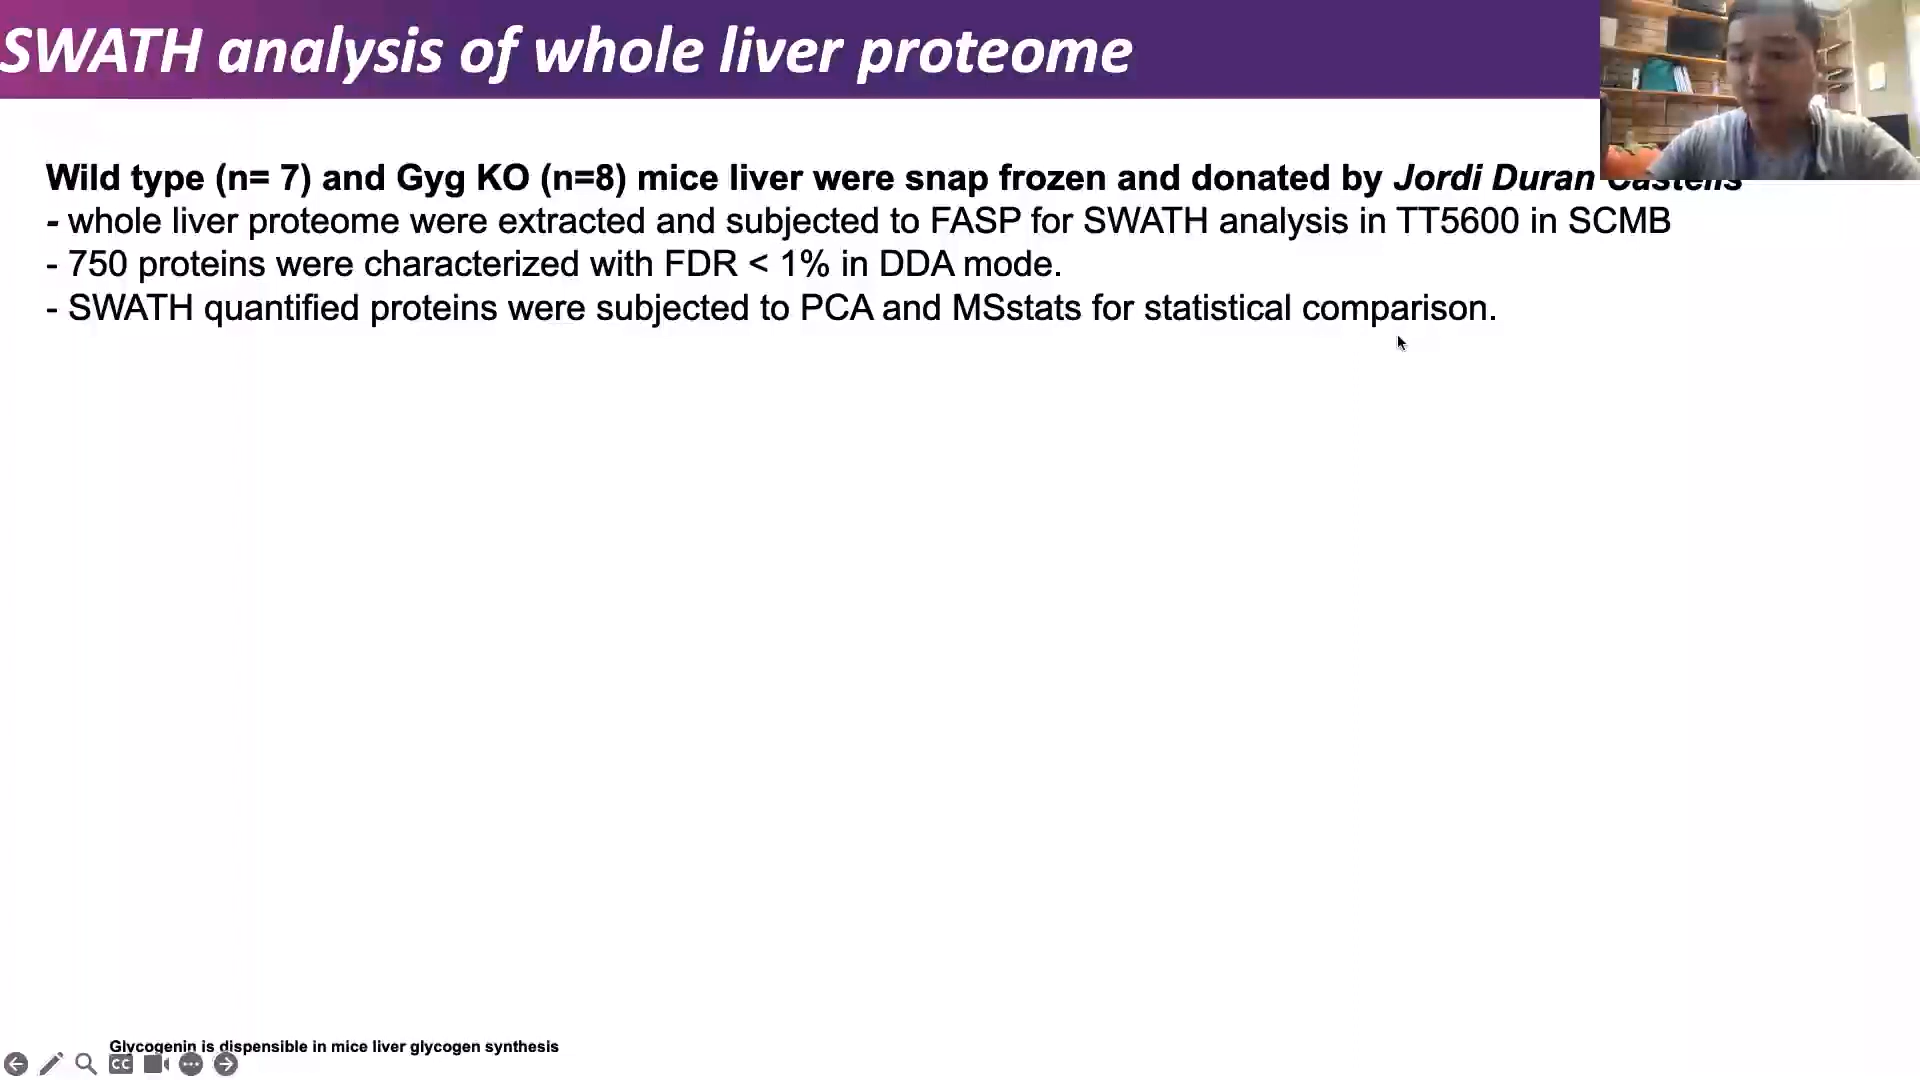 SWATH analysis of whole liver proteome
Wild type (n= 7) and Gyg KO (n=8) mice liver were snap frozen and donated by Jordi Duran Castells
- whole liver proteome were extracted and subjected to FASP for SWATH analysis in TT5600 in SCMB
- 750 proteins were characterized with FDR < 1% in DDA mode.
- SWATH quantified proteins were subjected to PCA and MSstats for statistical comparison.
Glycogenin is dispensible in mice liver glycogen synthesis
CC